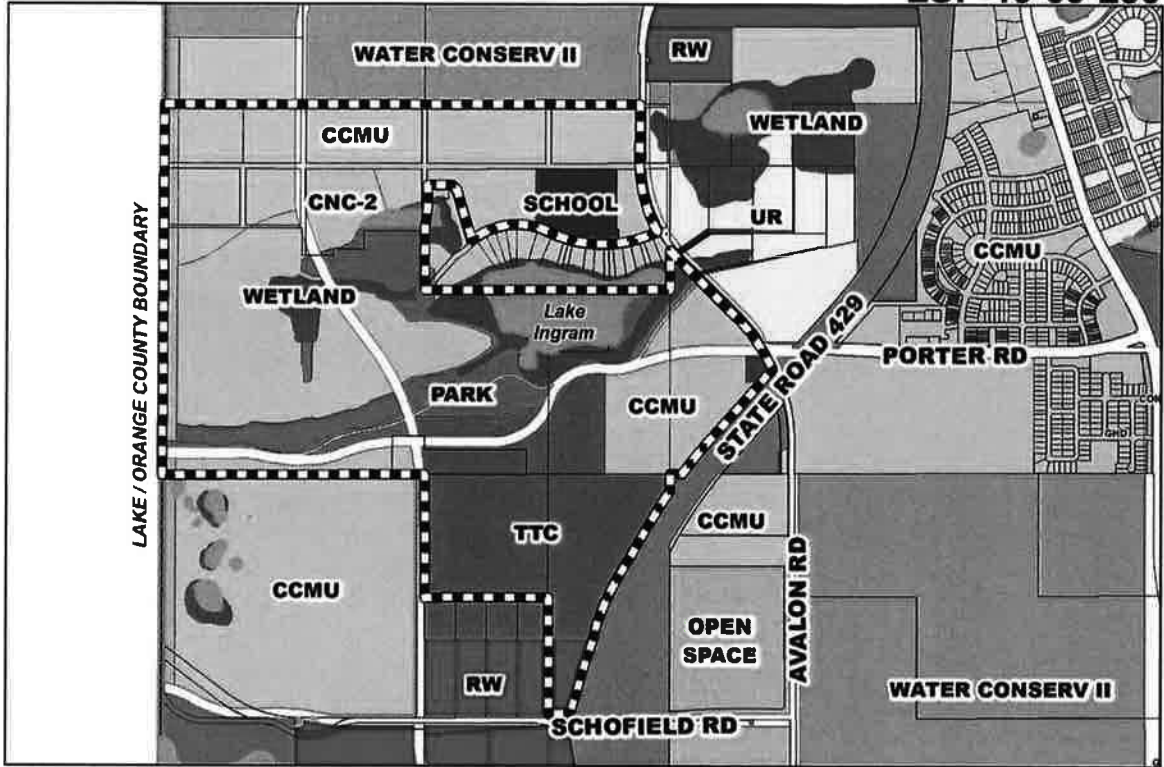 WATER CONSERV II
RW
CCMU
WETLAND
CNC-2
SCHOOL
UR
CCMU
WETLAND
Lake
Ingram
LAKE / ORANGE COUNTY BOUNDARY
PORTER RD
PARK
CCMU
STATE ROAD 429
TTC
CCMU
CCMU
AVALON RD
OPEN
SPACE
RW
WATER CONSERV II
SCHOFIELD RD